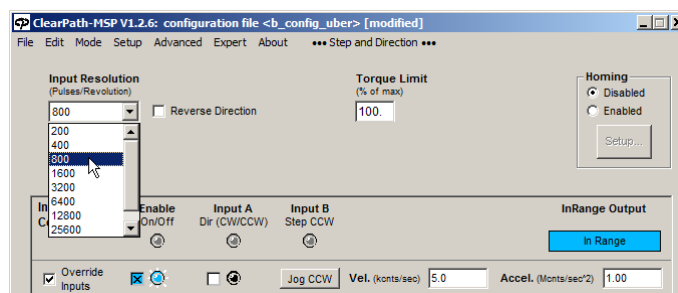 ClearPath-MSP V1.2.6: configuration file <b_config_uber> [modified]
File Edit Mode Setup Advanced Expert About ••• Step and Direction •••
Input Resolution
(Pulses/Revolution)
Torque Limit
(% of max)
Homing
Disabled
800
Reverse Direction
100.
Enabled
200
400
800
1600
3200
6400
12800
25600
Setup...
Enable
On/Off
Input A
Dir (CW/CCW)
Input B
Step CCW
InRange Output
In Range
Override
Inputs
Jog CCW
Vel. (kcnts/sec)
5.0
Accel. (Mcnts/sec^2)
1.00